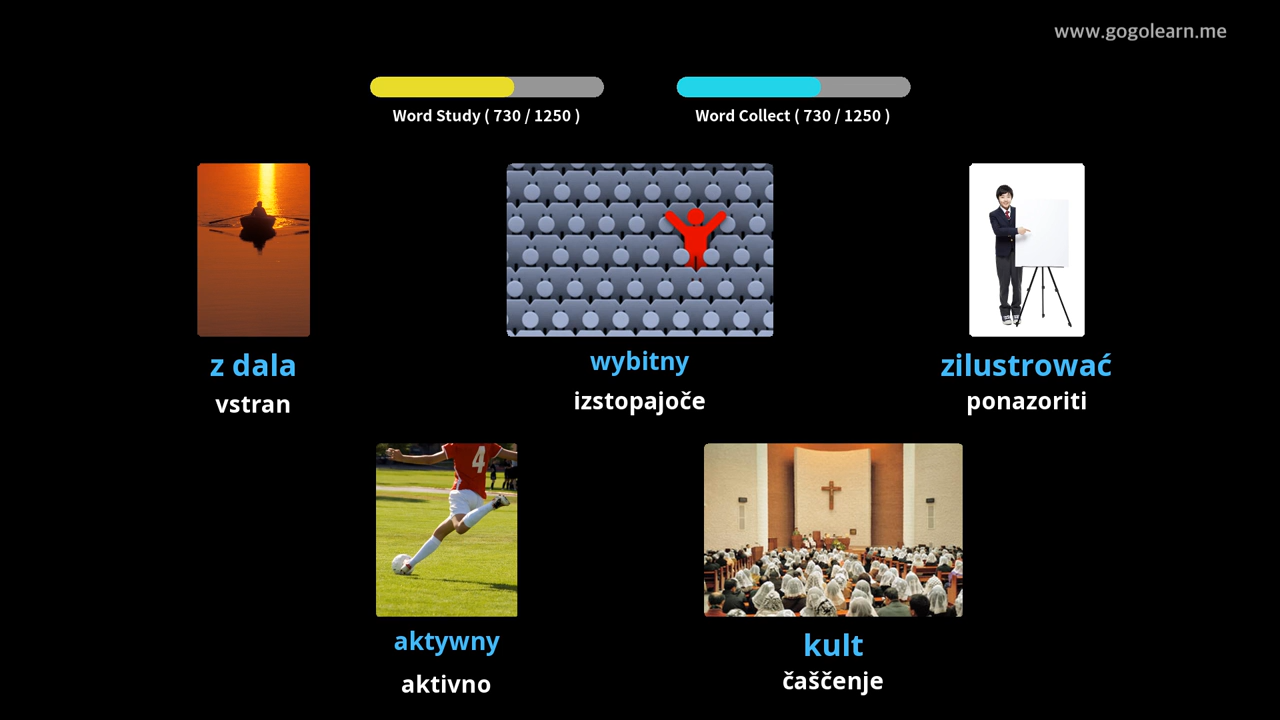 www.gogolearn.me
Word Study ( 730 / 1250 )
Word Collect ( 730 / 1250 )
z dala
vstran
wybitny
izstopajoče
zilustrować
ponazoriti
4
aktywny
aktivno
kult
čaščenje